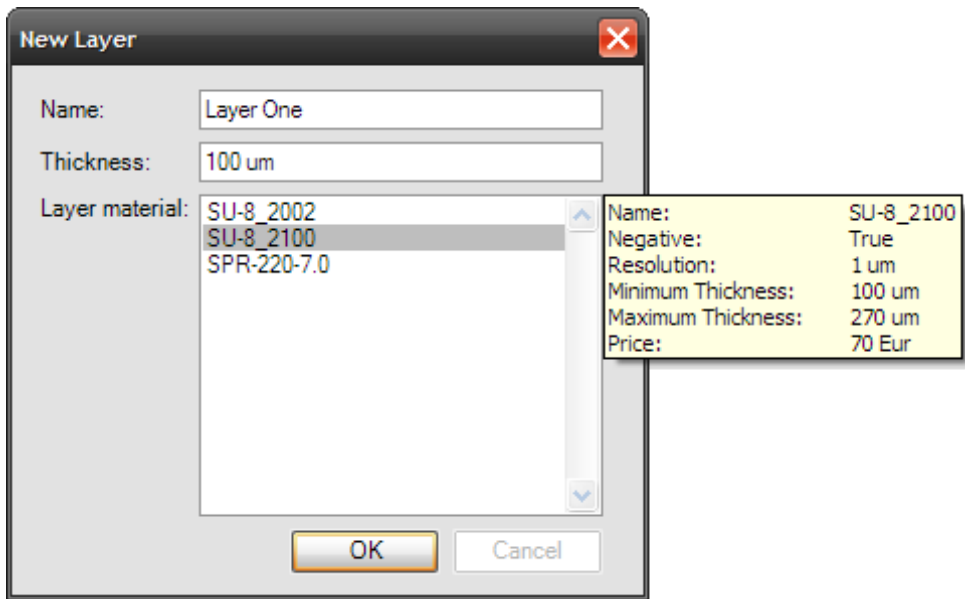 New Layer
Name: Layer One
Thickness: 100 um
Layer material: SU-8_2002
SU-8_2100
SPR-220-7.0
Name: SU-8_2100
Negative: True
Resolution: 1 um
Minimum Thickness: 100 um
Maximum Thickness: 270 um
Price: 70 Eur
OK Cancel